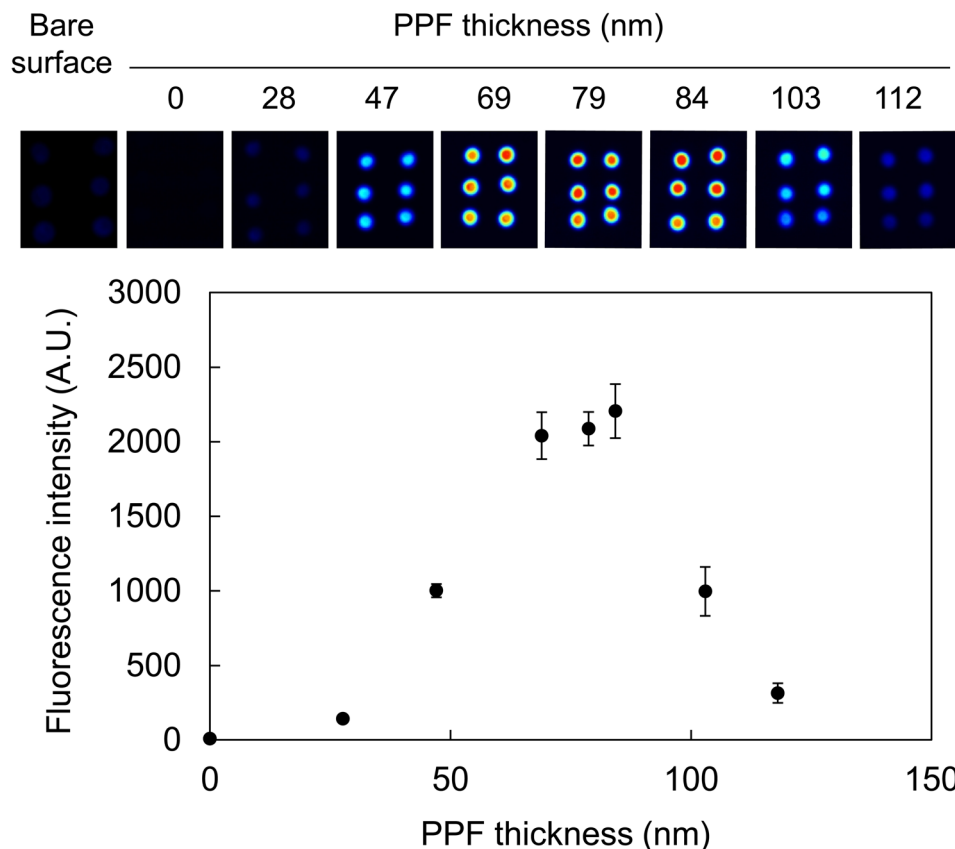 Bare
surface
PPF thickness (nm)
0 28 47 69 79 84 103 112
3000
2500
2000
1500
1000
500
0
Fluorescence intensity (A.U.)
0 50 100 150
PPF thickness (nm)